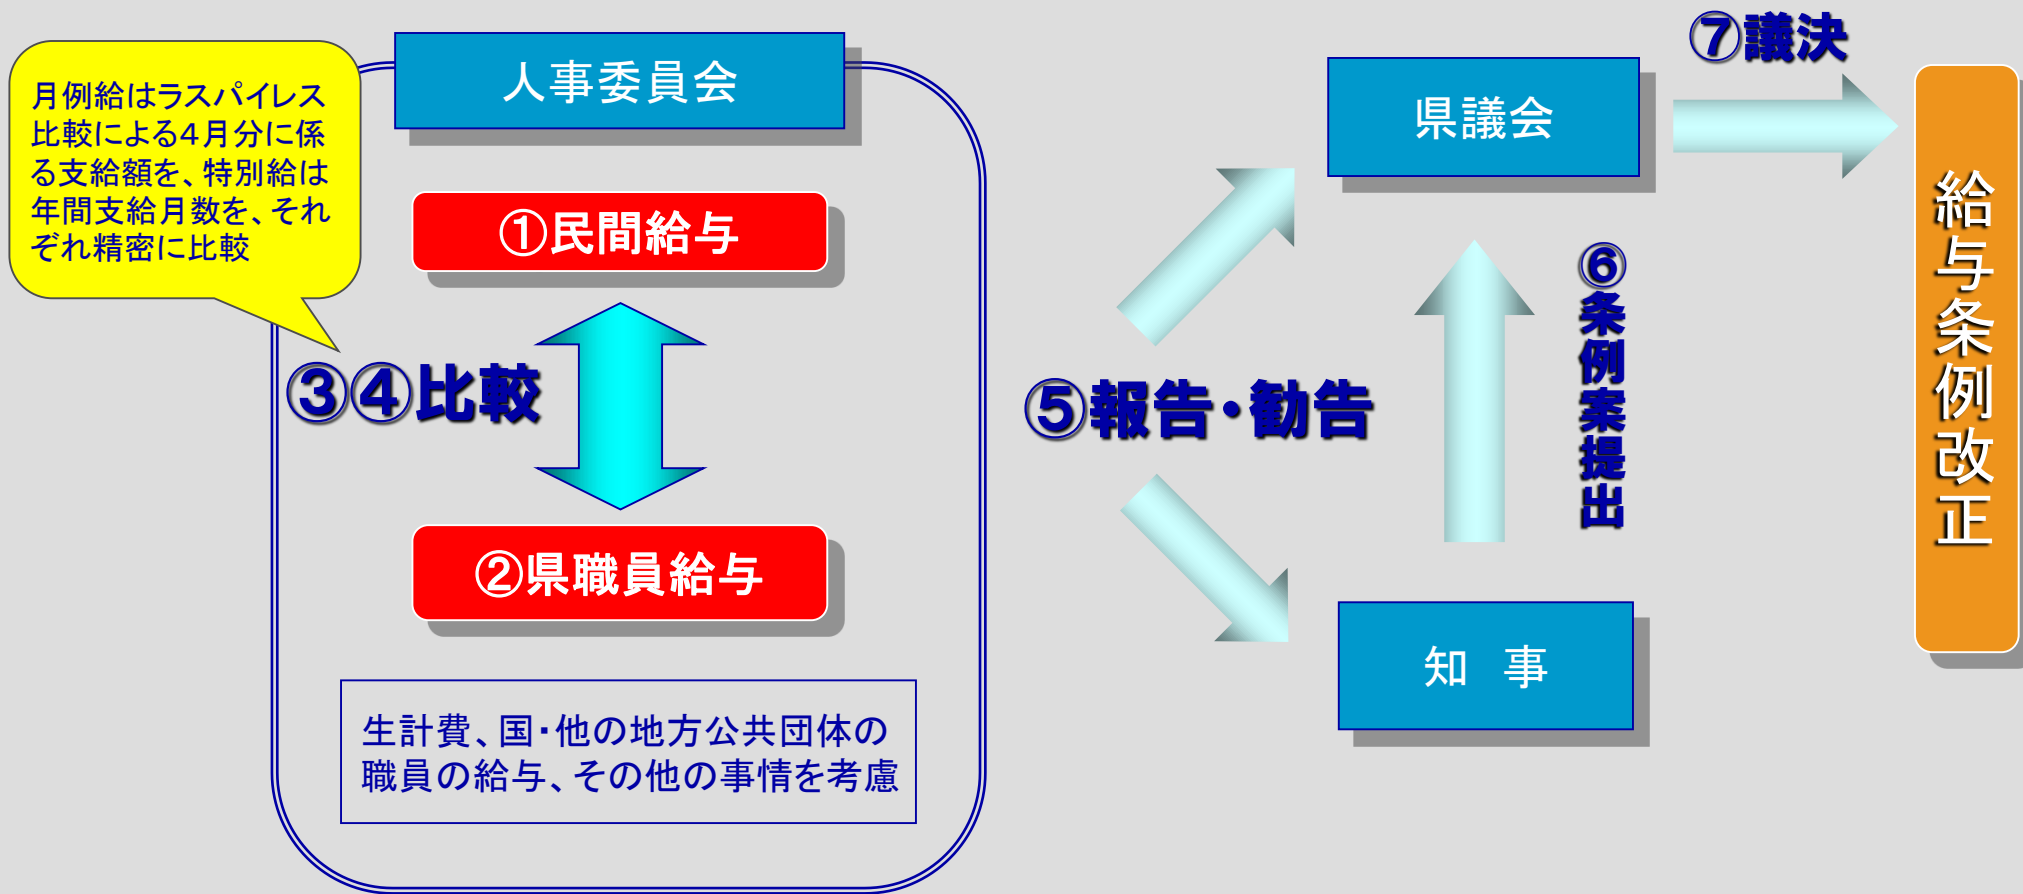 月例給はラスパイレス
比較による4月分に係
る支給額を、特別給は
年間支給月数を、それ
ぞれ精密に比較
人事委員会
①民間給与
③④比較
②県職員給与
生計費、国・他の地方公共団体の
職員の給与、その他の事情を考慮
⑤報告・勧告
県議会
⑥条例案提出
知　事
⑦議決
給与条例改正